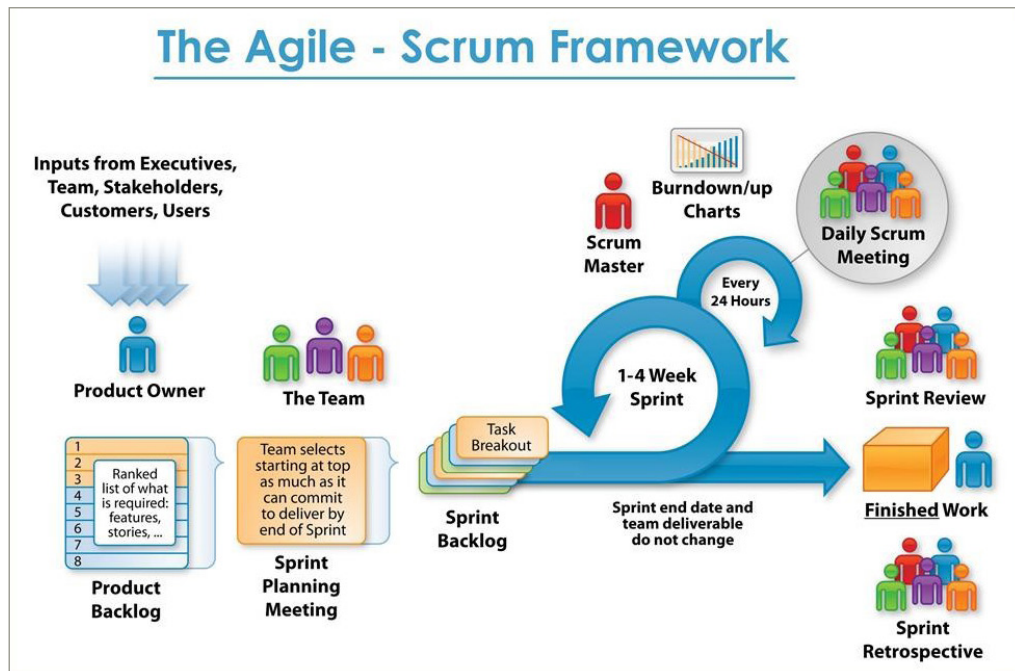 The Agile - Scrum Framework
Inputs from Executives,
Team, Stakeholders,
Customers, Users
Product Owner
The Team
1
2
3
4
5
6
7
8
Ranked
list of what
is required:
features,
stories, ...
Product
Backlog
Team selects
starting at top
as much as it
can commit
to deliver by
end of Sprint
Sprint
Planning
Meeting
Task
Breakout
Sprint
Backlog
Scrum
Master
Burndown/up
Charts
Daily Scrum
Meeting
Every
24 Hours
1-4 Week
Sprint
Sprint end date and
team deliverable
do not change
Sprint Review
Finished Work
Sprint
Retrospective